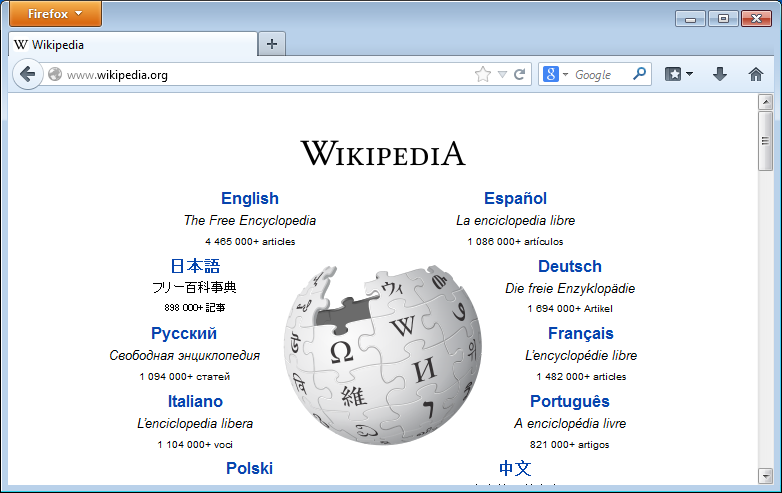 Firefox
W Wikipedia
www.wikipedia.org
Google
WIKIPEDIA
English
The Free Encyclopedia
4 465 000+ articles
Español
La enciclopedia libre
1 086 000+ artículos
日本語
フリー百科事典
898 000+ 記事
Deutsch
Die freie Enzyklopädie
1 694 000+ Artikel
Русский
Свободная энциклопедия
1 094 000+ статей
Français
L'encyclopédie libre
1 482 000+ articles
Italiano
L'enciclopedia libera
1 104 000+ voci
Português
A enciclopédia livre
821 000+ artigos
Polski
中文
ウィ
W
Ω
И
維